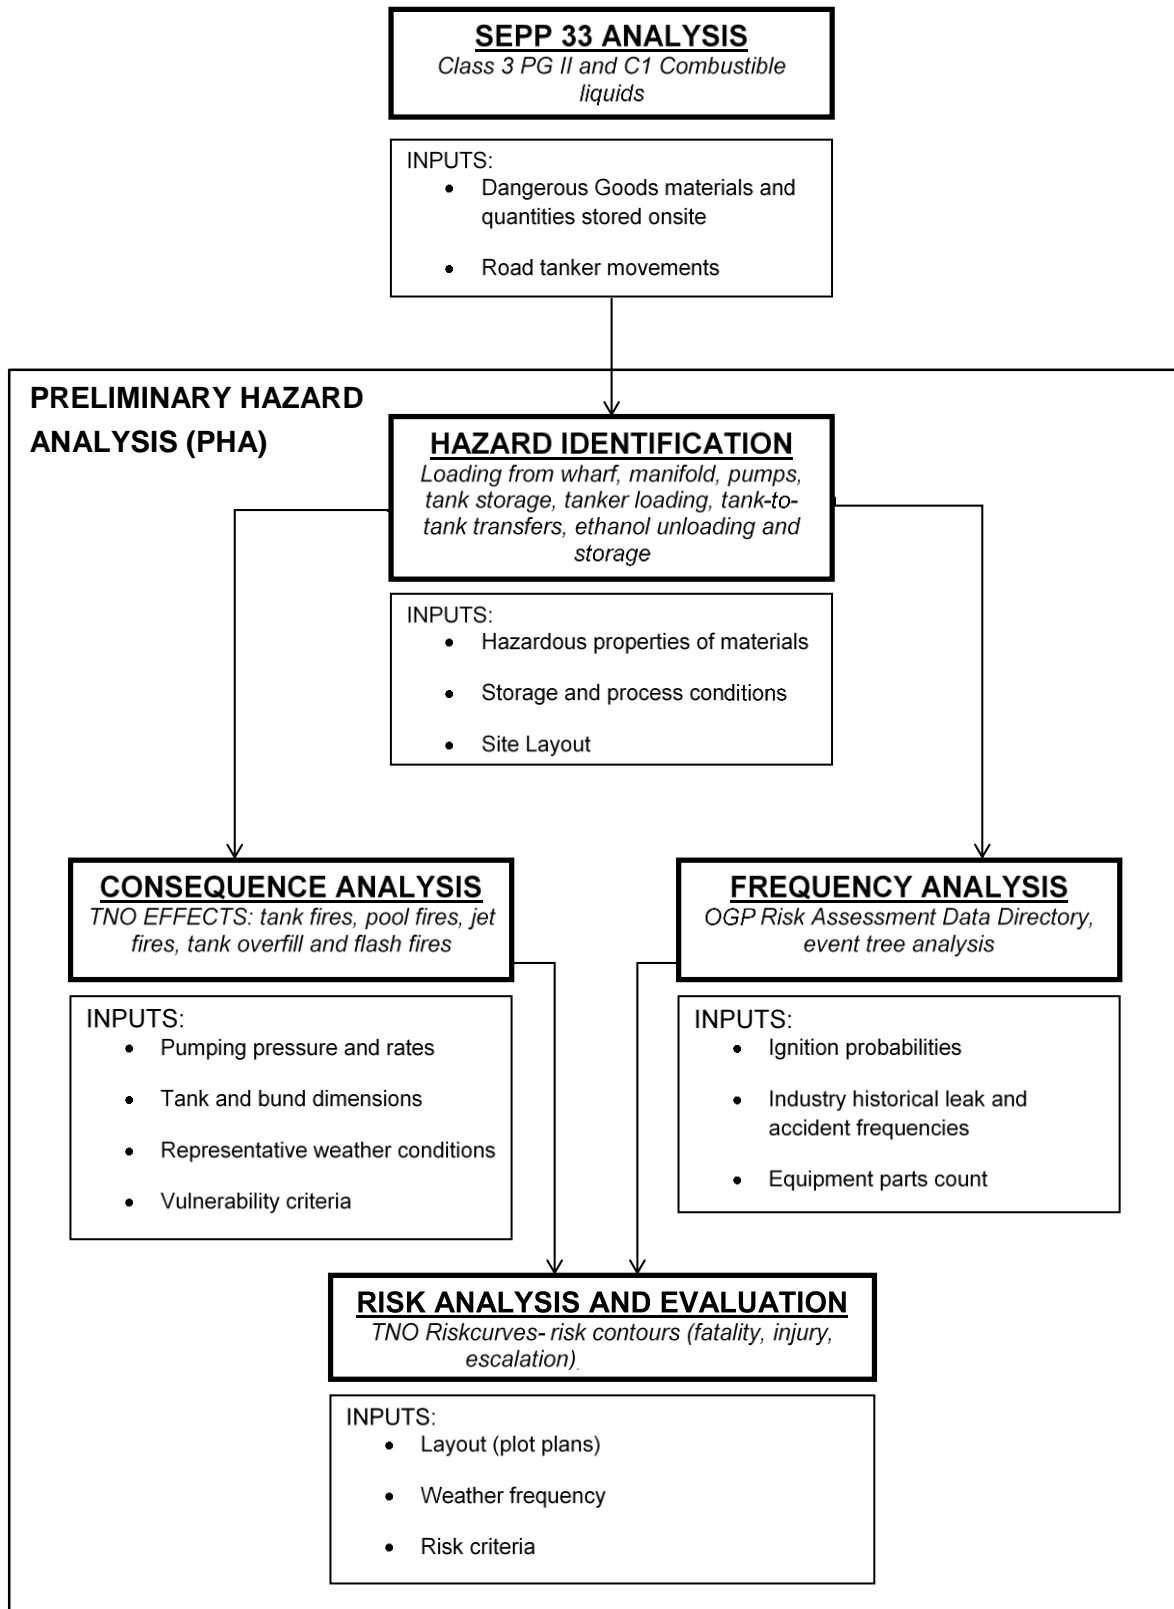 SEPP 33 ANALYSIS
Class 3 PG II and C1 Combustible
liquids
INPUTS:
• Dangerous Goods materials and
quantities stored onsite
• Road tanker movements
PRELIMINARY HAZARD
ANALYSIS (PHA)
HAZARD IDENTIFICATION
Loading from wharf, manifold, pumps,
tank storage, tanker loading, tank-to-
tank transfers, ethanol unloading and
storage
INPUTS:
• Hazardous properties of materials
• Storage and process conditions
• Site Layout
CONSEQUENCE ANALYSIS
TNO EFFECTS: tank fires, pool fires, jet
fires, tank overfill and flash fires
INPUTS:
• Pumping pressure and rates
• Tank and bund dimensions
• Representative weather conditions
• Vulnerability criteria
FREQUENCY ANALYSIS
OGP Risk Assessment Data Directory,
event tree analysis
INPUTS:
• Ignition probabilities
• Industry historical leak and
accident frequencies
• Equipment parts count
RISK ANALYSIS AND EVALUATION
TNO Riskcurves- risk contours (fatality, injury,
escalation)
INPUTS:
• Layout (plot plans)
• Weather frequency
• Risk criteria